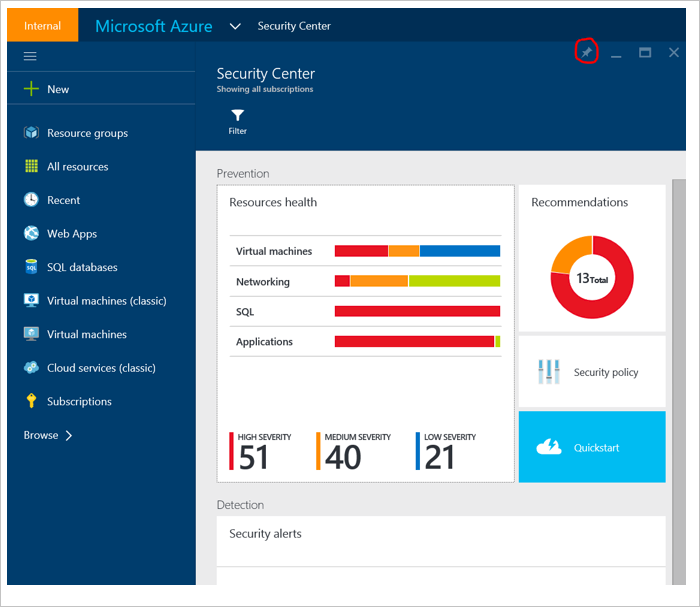 Internal
Microsoft Azure
Security Center
New
Resource groups
All resources
Recent
Web Apps
SQL
SQL databases
Virtual machines (classic)
Virtual machines
Cloud services (classic)
Subscriptions
Browse
Security Center
Showing all subscriptions
Filter
Prevention
Resources health
Virtual machines
Networking
SQL
Applications
HIGH SEVERITY
51
MEDIUM SEVERITY
40
LOW SEVERITY
21
Recommendations
13Total
Security policy
Quickstart
Detection
Security alerts